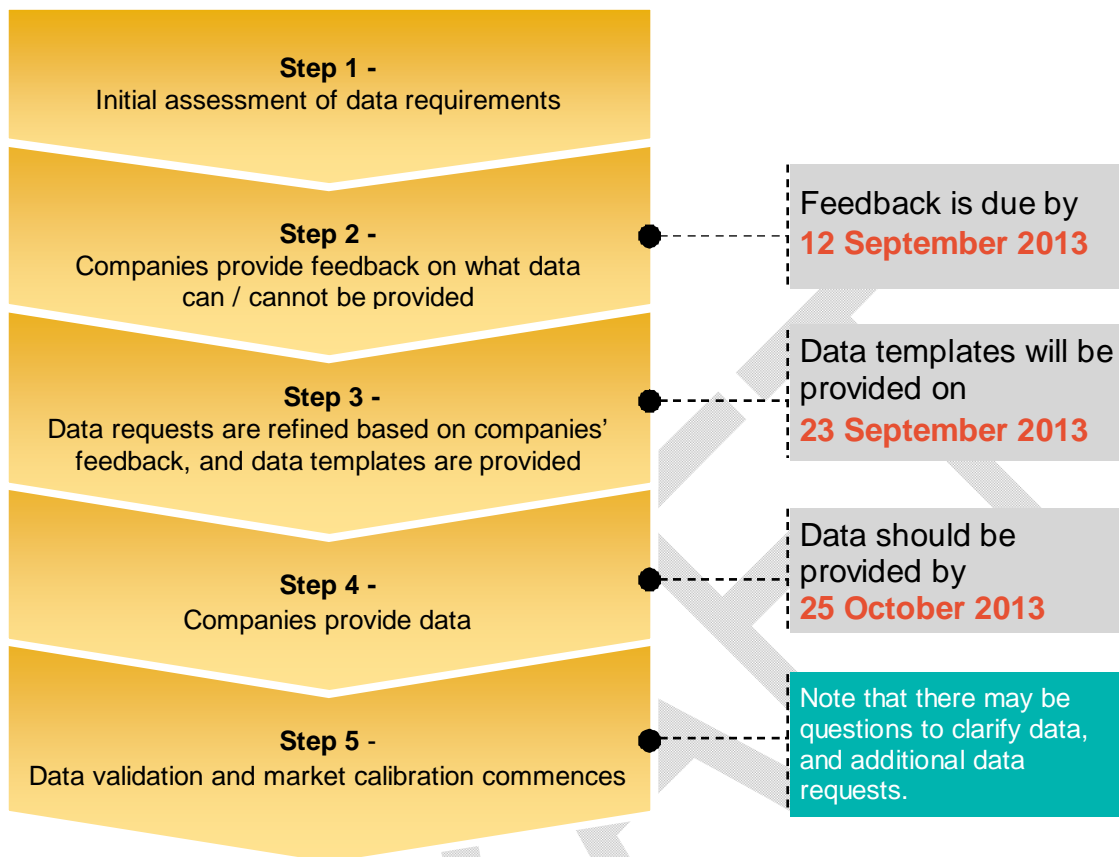 Step 1 -
Initial assessment of data requirements
Step 2 -
Companies provide feedback on what data
can / cannot be provided
Feedback is due by
12 September 2013
Step 3 -
Data requests are refined based on companies’
feedback, and data templates are provided
Data templates will be
provided on
23 September 2013
Step 4 -
Companies provide data
Data should be
provided by
25 October 2013
Step 5 -
Data validation and market calibration commences
Note that there may be
questions to clarify data,
and additional data
requests.